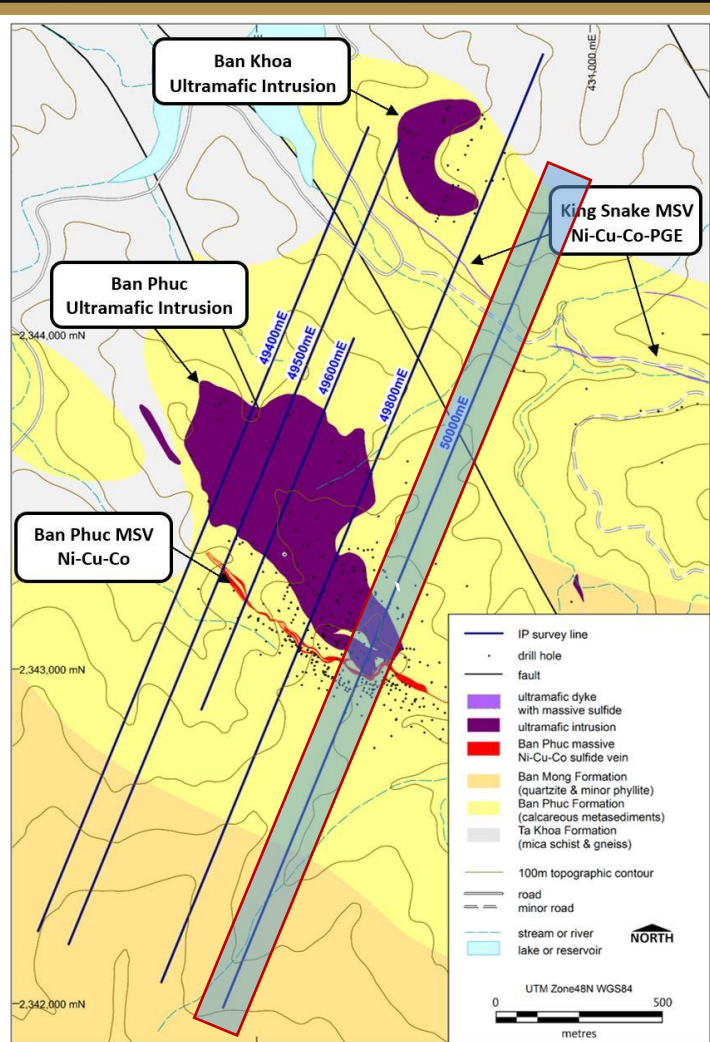 Ban Khoa
Ultramafic Intrusion
431,000 mE
King Snake MSV
Ni-Cu-Co-PGE
Ban Phuc
Ultramafic Intrusion
2,344,000 mN
49400mE
49500mE
49600mE
49800mE
50000mE
Ban Phuc MSV
Ni-Cu-Co
2,343,000 mN
2,342,000 mN
IP survey line
drill hole
fault
ultramafic dyke
with massive sulfide
ultramafic intrusion
Ban Phuc massive
Ni-Cu-Co sulfide vein
Ban Mong Formation
(quartzite & minor phyllite)
Ban Phuc Formation
(calcareous metasediments)
Ta Khoa Formation
(mica schist & gneiss)
100m topographic contour
road
minor road
stream or river
lake or reservoir
NORTH
UTM Zone48N WGS84
0 500
metres